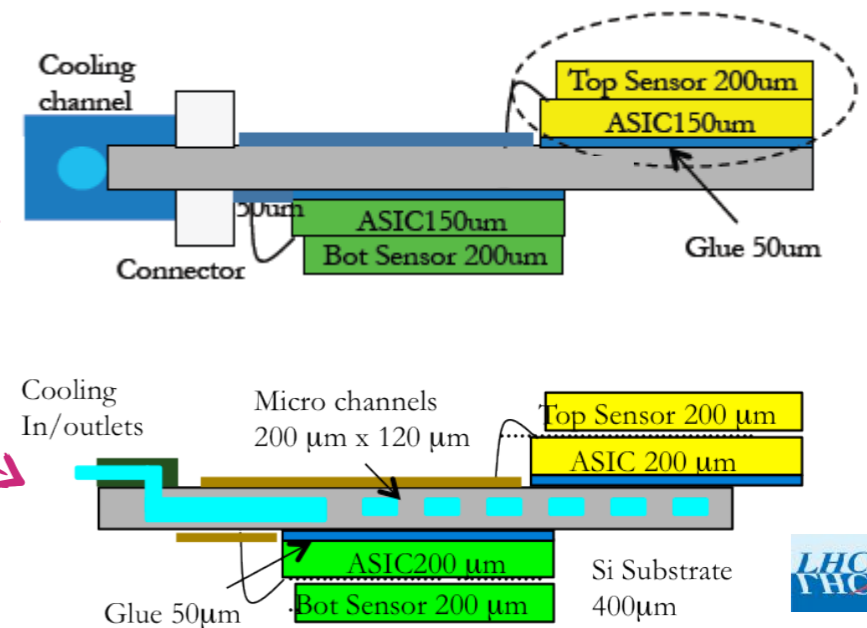 Cooling
channel
Top Sensor 200um
ASIC150um
50um
ASIC150um
Bot Sensor 200um
Connector
Glue 50um
Cooling
In/outlets
Micro channels
200 µm x 120 µm
Top Sensor 200 µm
ASIC 200 µm
ASIC200 µm
Bot Sensor 200 µm
Glue 50µm
Si Substrate
400µm
LHC